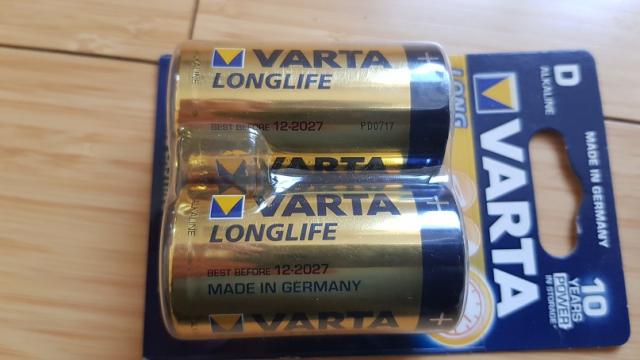 VARTA
LONGLIFE
BEST BEFORE 12-2027 PD0717
VARTA
VARTA
LONGLIFE
BEST BEFORE 12-2027
MADE IN GERMANY
VARTA
LONG
VARTA
D
ALKALINE
MADE IN GERMANY
10
YEARS
POWER
IN STORAGE*